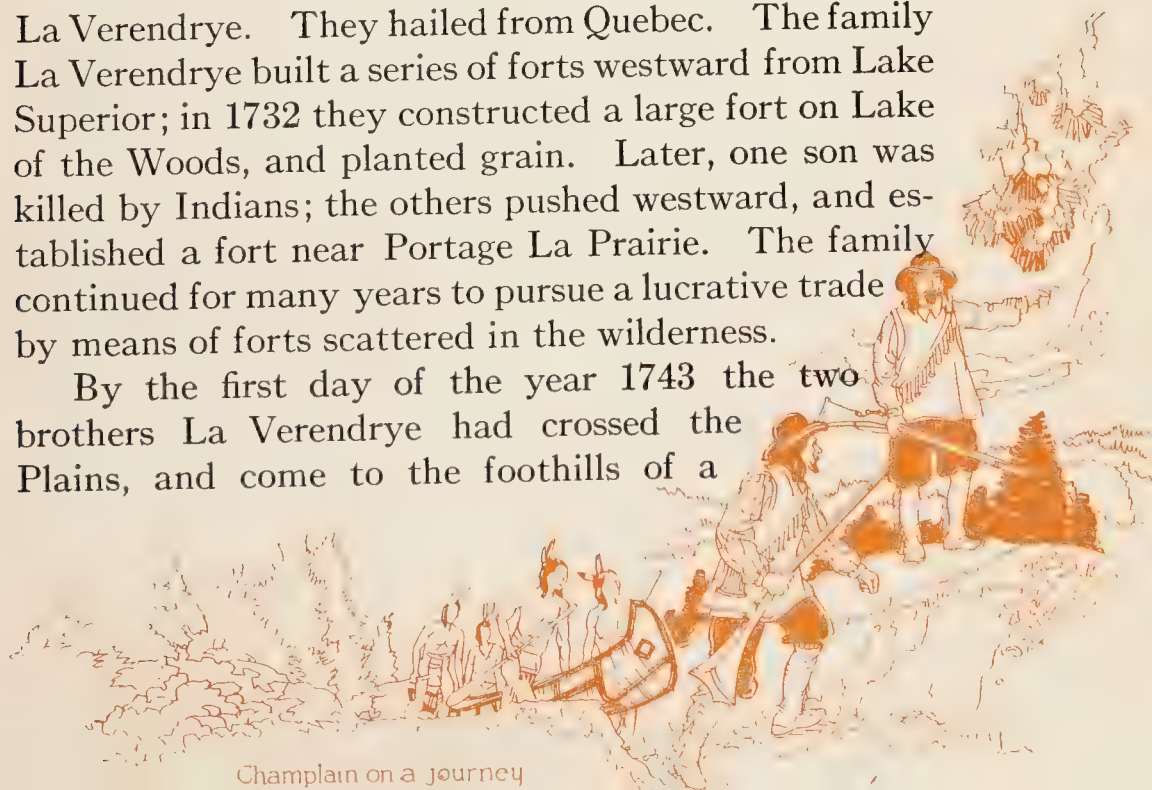 La Verendrye. They hailed from Quebec. The family
La Verendrye built a series of forts westward from Lake
Superior; in 1732 they constructed a large fort on Lake
of the Woods, and planted grain. Later, one son was
killed by Indians; the others pushed westward, and es-
tablished a fort near Portage La Prairie. The family
continued for many years to pursue a lucrative trade
by means of forts scattered in the wilderness.
By the first day of the year 1743 the two
brothers La Verendrye had crossed the
Plains, and come to the foothills of a
Champlain on a journey